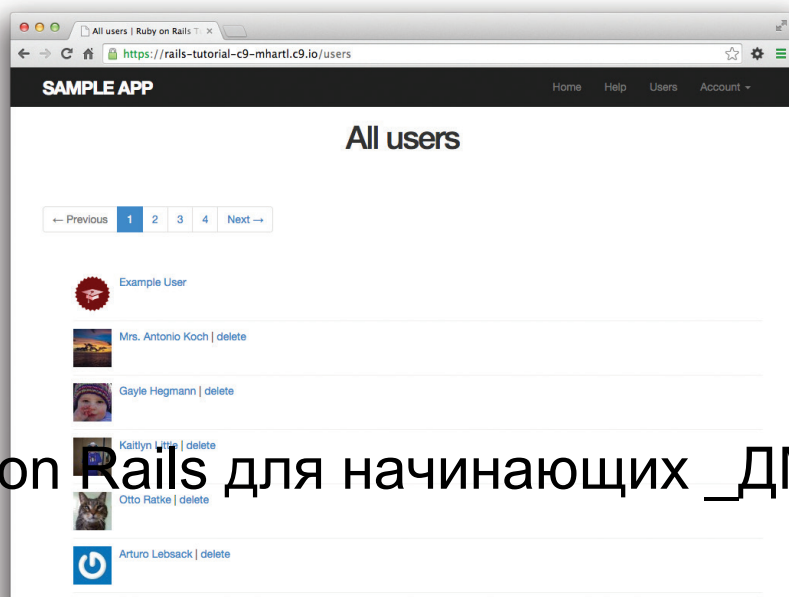 All users | Ruby on Rails T
https://rails-tutorial-c9-mhartl.c9.io/users
SAMPLE APP Home Help Users Account
All users
← Previous 1 2 3 4 Next →
Example User
Mrs. Antonio Koch | delete
Gayle Hegmann | delete
Kaitlyn Little | delete
on Rails для начинающих _Д
Otto Ratke | delete
Arturo Lebsack | delete